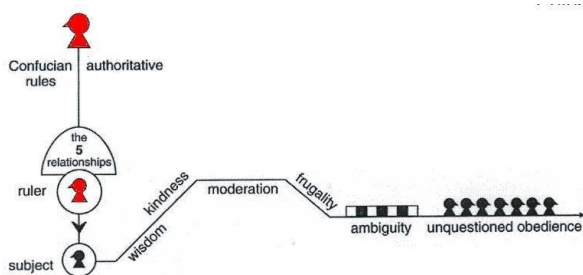 Confucian authoritative
rules
the
5
relationships
ruler
subject
wisdom
kindness
moderation
frugality
ambiguity
unquestioned obedience